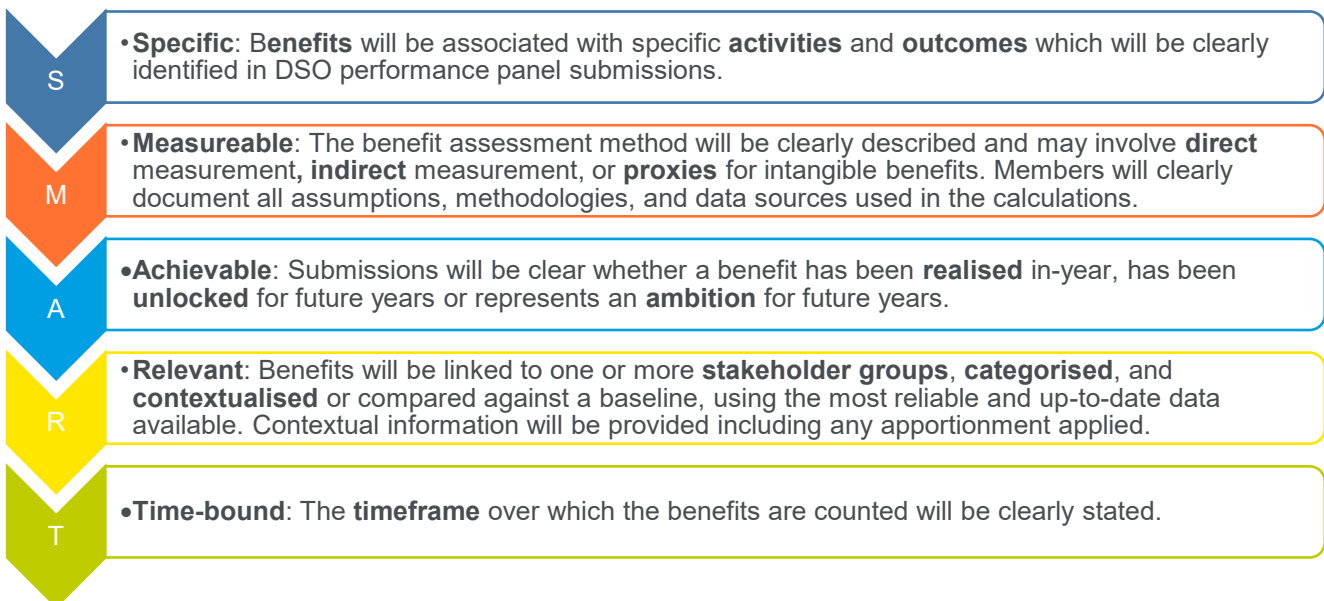 S
•Specific: Benefits will be associated with specific activities and outcomes which will be clearly
identified in DSO performance panel submissions.
M
•Measureable: The benefit assessment method will be clearly described and may involve direct
measurement, indirect measurement, or proxies for intangible benefits. Members will clearly
document all assumptions, methodologies, and data sources used in the calculations.
A
•Achievable: Submissions will be clear whether a benefit has been realised in-year, has been
unlocked for future years or represents an ambition for future years.
R
•Relevant: Benefits will be linked to one or more stakeholder groups, categorised, and
contextualised or compared against a baseline, using the most reliable and up-to-date data
available. Contextual information will be provided including any apportionment applied.
T
•Time-bound: The timeframe over which the benefits are counted will be clearly stated.